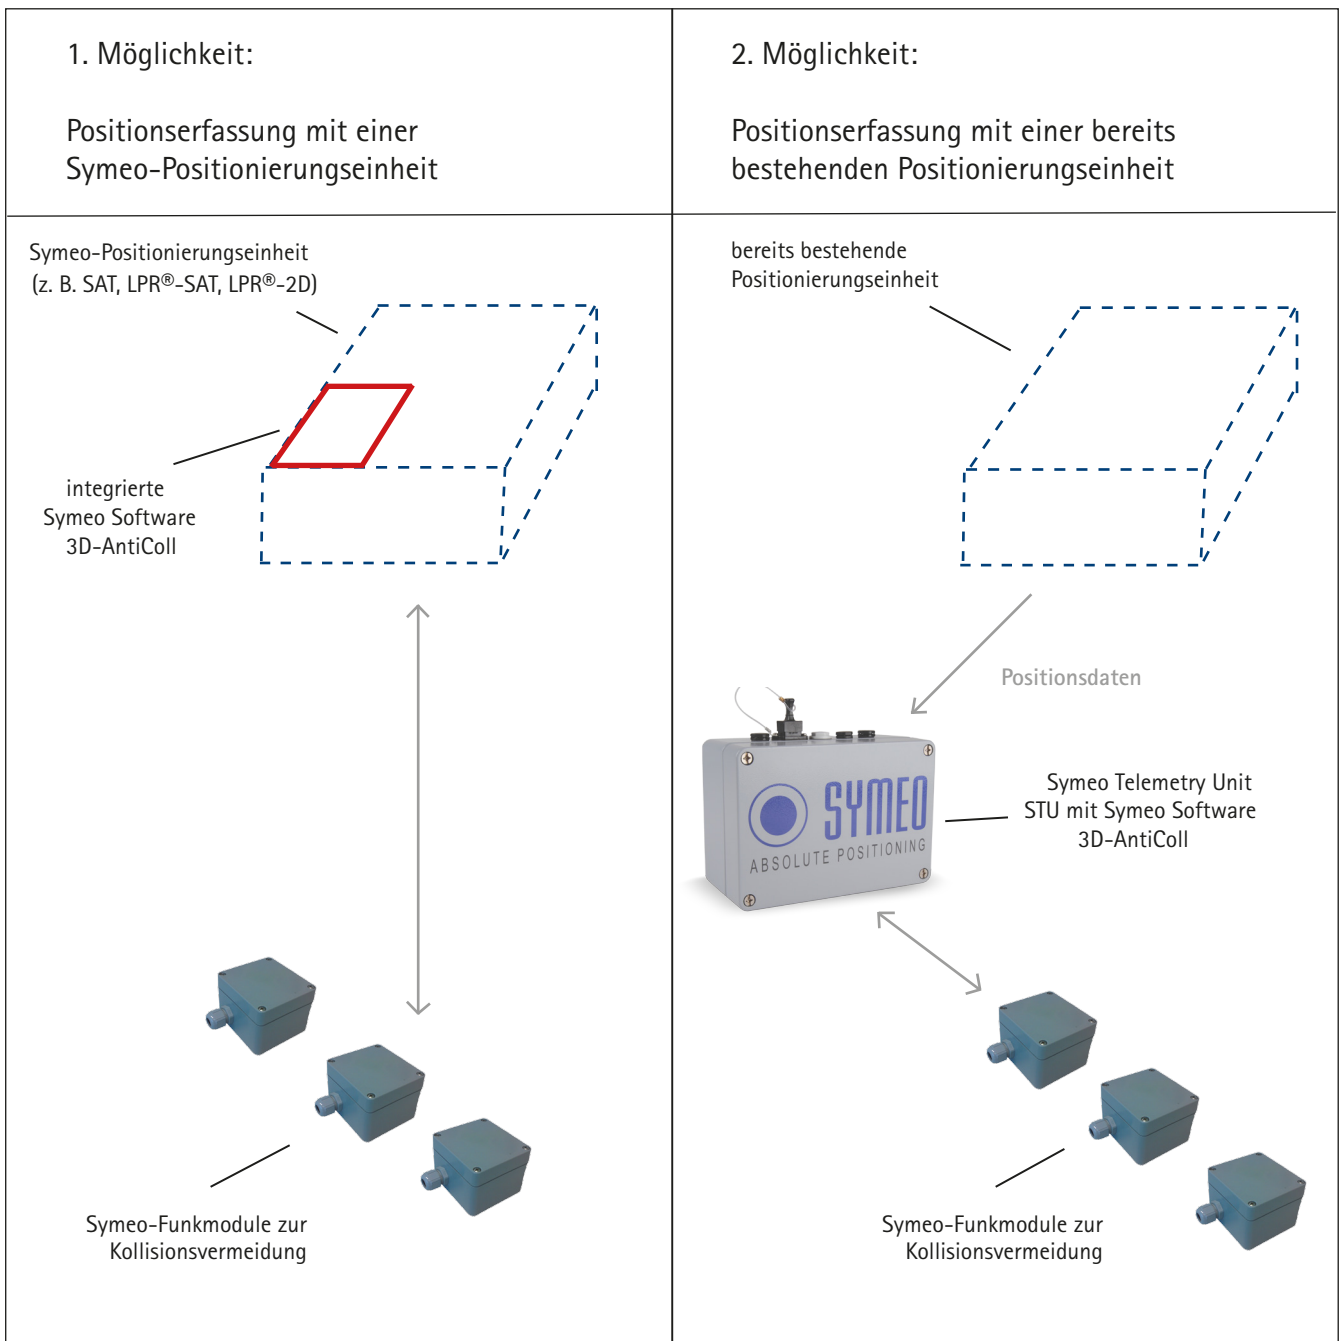 1. Möglichkeit:
Positionserfassung mit einer
Symeo-Positionierungseinheit
Symeo-Positionierungseinheit
(z. B. SAT, LPR®-SAT, LPR®-2D)
integrierte
Symeo Software
3D-AntiColl
Symeo-Funkmodule zur
Kollisionsvermeidung
2. Möglichkeit:
Positionserfassung mit einer bereits
bestehenden Positionierungseinheit
bereits bestehende
Positionierungseinheit
Positionsdaten
SYMEO
ABSOLUTE POSITIONING
Symeo Telemetry Unit
STU mit Symeo Software
3D-AntiColl
Symeo-Funkmodule zur
Kollisionsvermeidung